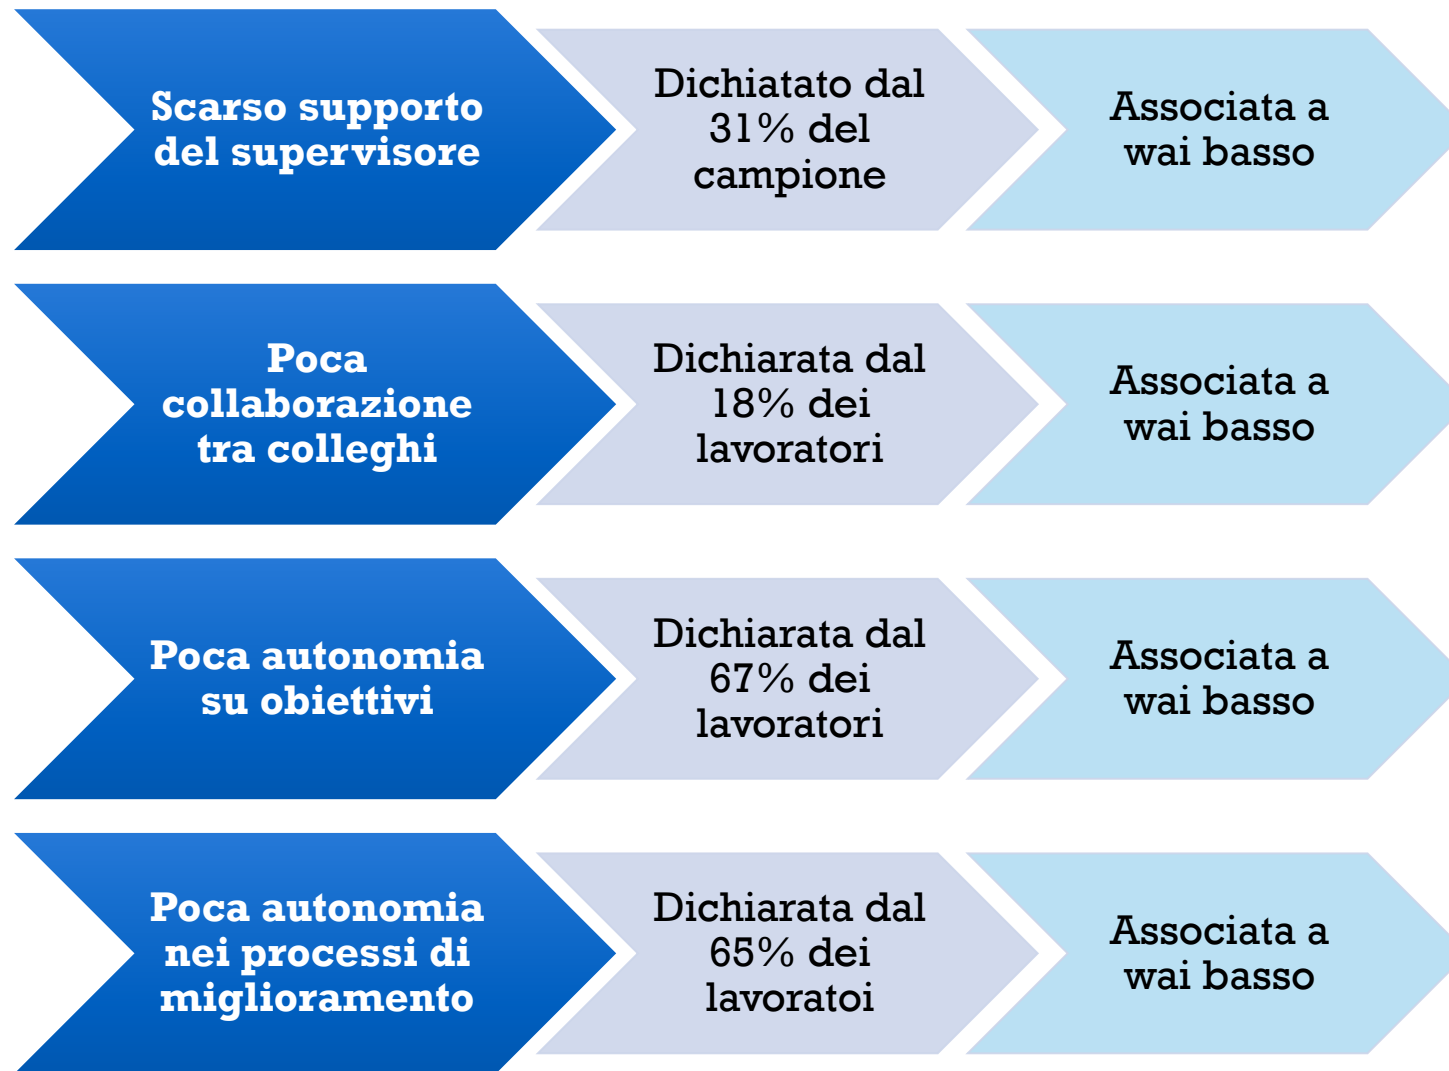 Scarso supporto
del supervisore
Dichiatato dal
31% del
campione
Associata a
wai basso
Poca
collaborazione
tra colleghi
Dichiarata dal
18% dei
lavoratori
Associata a
wai basso
Poca autonomia
su obiettivi
Dichiarata dal
67% dei
lavoratori
Associata a
wai basso
Poca autonomia
nei processi di
miglioramento
Dichiarata dal
65% dei
lavoratoi
Associata a
wai basso